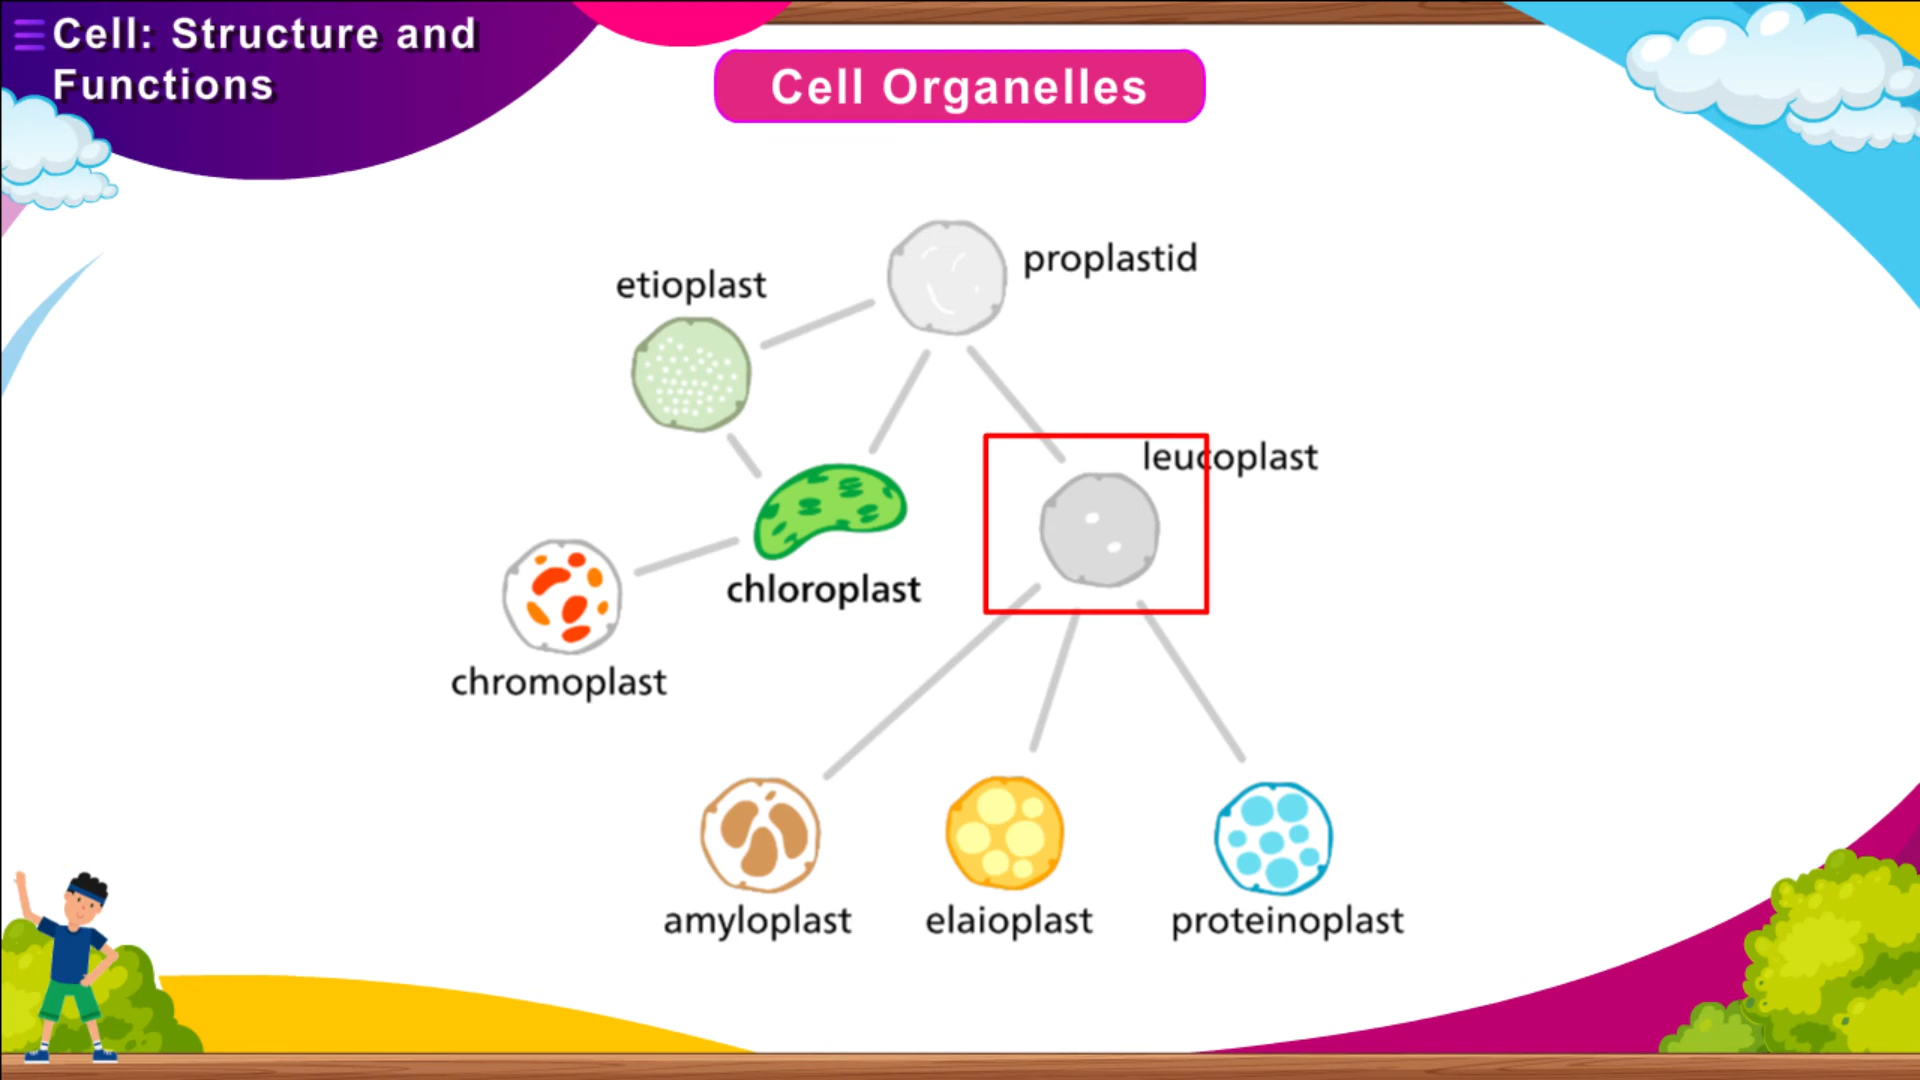 Cell: Structure and
Functions
Cell Organelles
proplastid
etioplast
leucoplast
chloroplast
chromoplast
amyloplast
elaioplast
proteinoplast